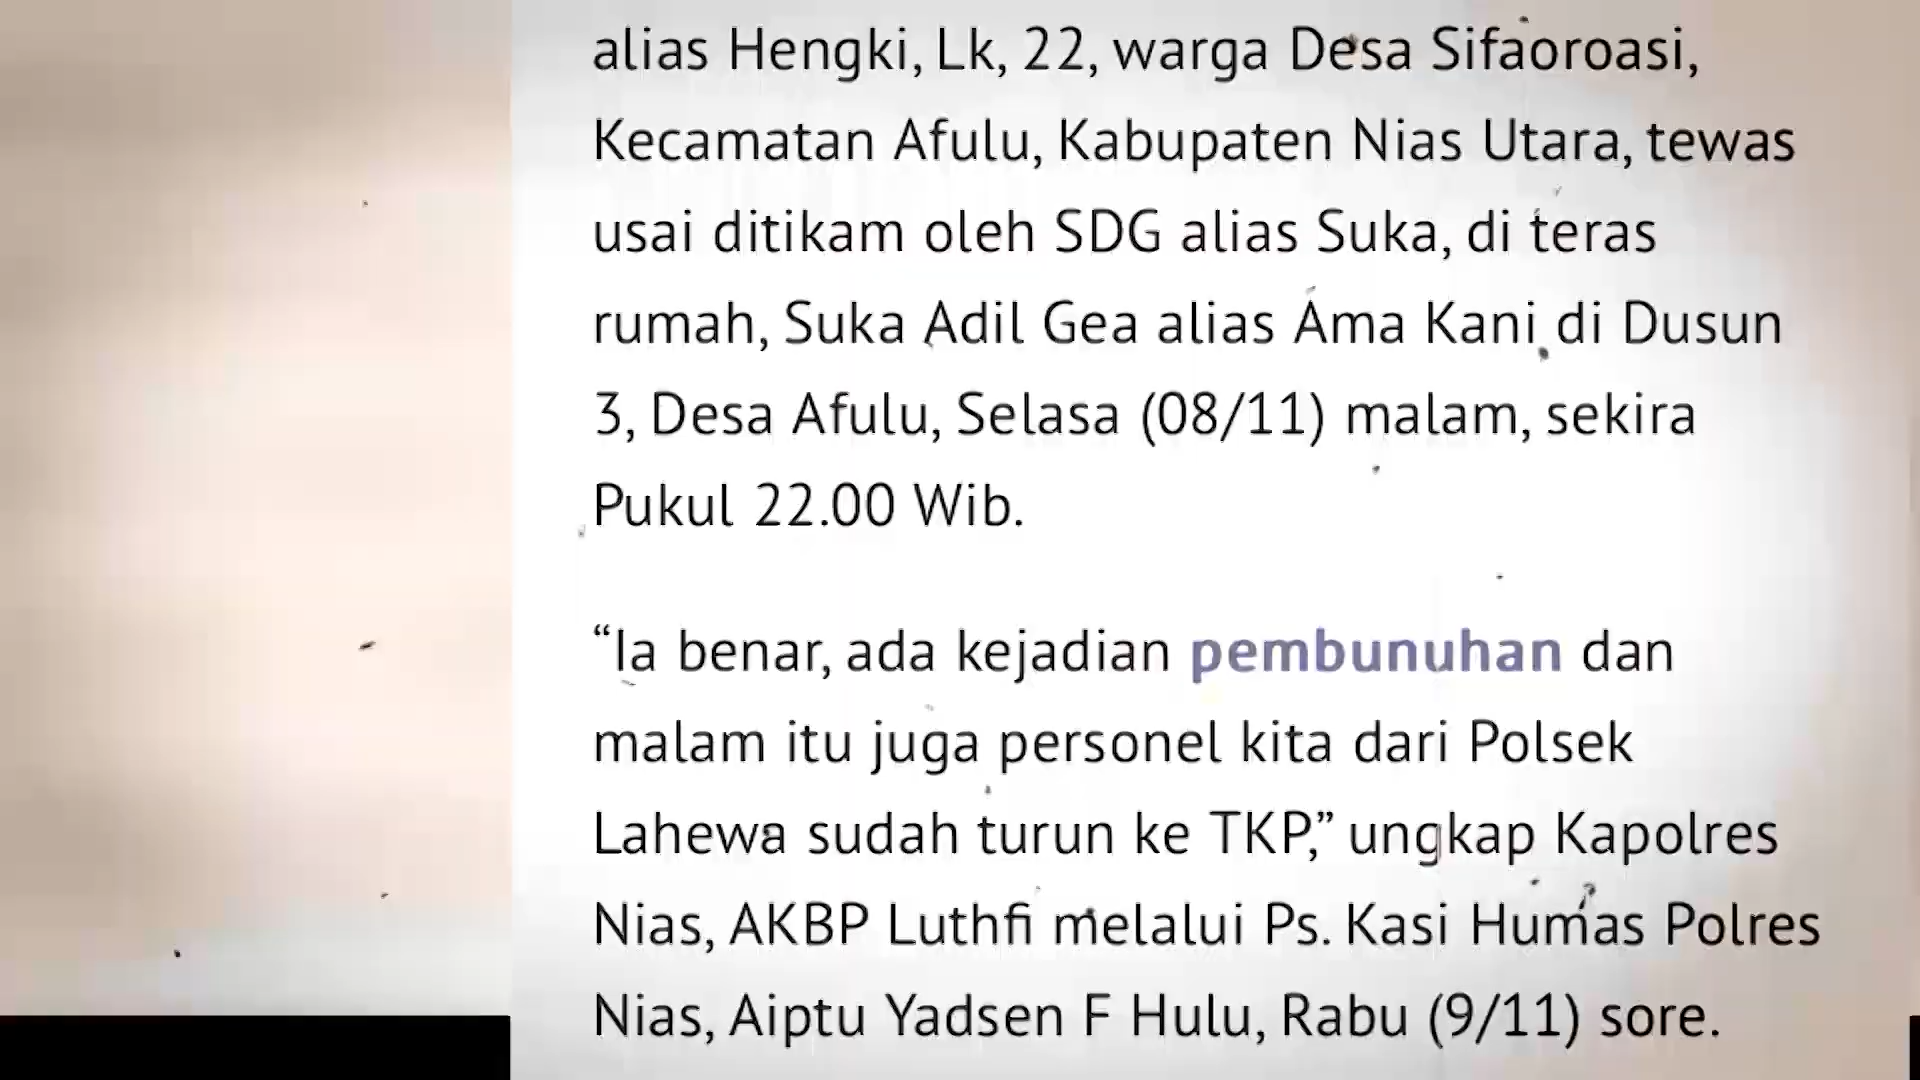 alias Hengki, Lk, 22, warga Desa Sifaoroasi,
Kecamatan Afulu, Kabupaten Nias Utara, tewas
usai ditikam oleh SDG alias Suka, di teras
rumah, Suka Adil Gea alias Ama Kani di Dusun
3, Desa Afulu, Selasa (08/11) malam, sekira
Pukul 22.00 Wib.
“Ia benar, ada kejadian pembunuhan dan
malam itu juga personel kita dari Polsek
Lahewa sudah turun ke TKP,” ungkap Kapolres
Nias, AKBP Luthfi melalui Ps. Kasi Humas Polres
Nias, Aiptu Yadsen F Hulu, Rabu (9/11) sore.